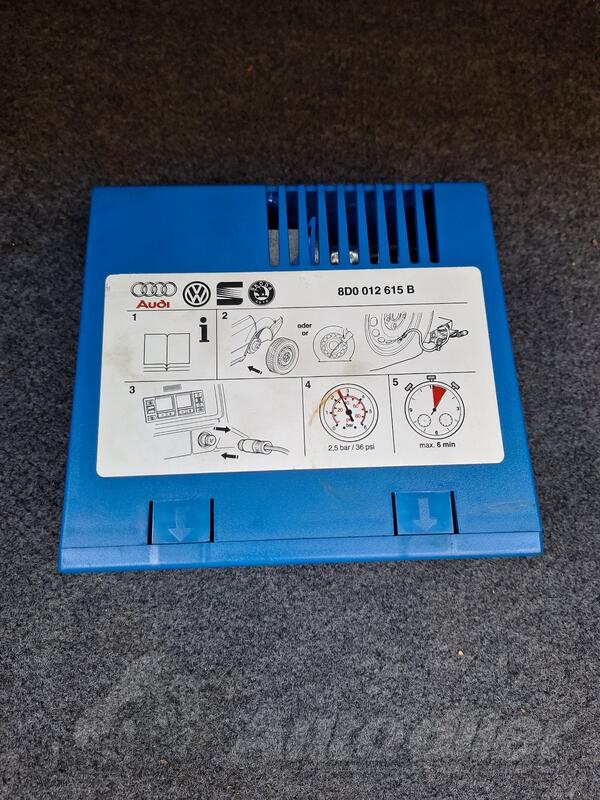 Audi
8D0 012 615 B
1
i
2
oder
or
3
4
bar
2,5 bar / 36 psi
5
max. 6 min